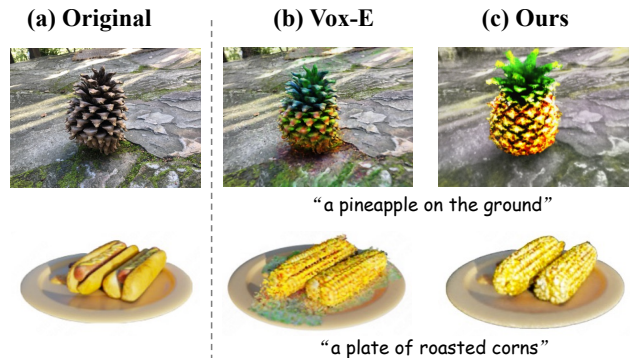 (a) Original (b) Vox-E (c) Ours
“a pineapple on the ground”
“a plate of roasted corns”